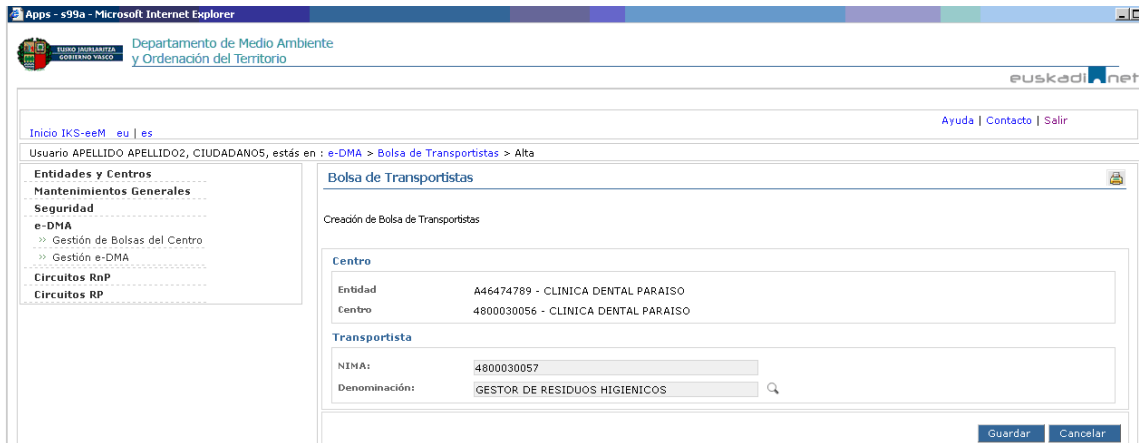 Apps - s99a - Microsoft Internet Explorer
EUSKO JAURLARITZA
GOBIERNO VASCO
Departamento de Medio Ambiente
y Ordenación del Territorio
euskadi.net
Ayuda | Contacto | Salir
Inicio IKS-eeM eu | es
Usuario APELLIDO APELLIDO2, CIUDADANO5, estás en : e-DMA > Bolsa de Transportistas > Alta
Entidades y Centros
Mantenimientos Generales
Seguridad
e-DMA
» Gestión de Bolsas del Centro
» Gestión e-DMA
Circuitos RnP
Circuitos RP
Bolsa de Transportistas
Creación de Bolsa de Transportistas
Centro
Entidad A46474789 - CLINICA DENTAL PARAISO
Centro 4800030056 - CLINICA DENTAL PARAISO
Transportista
NIMA: 4800030057
Denominación: GESTOR DE RESIDUOS HIGIENICOS
Guardar Cancelar